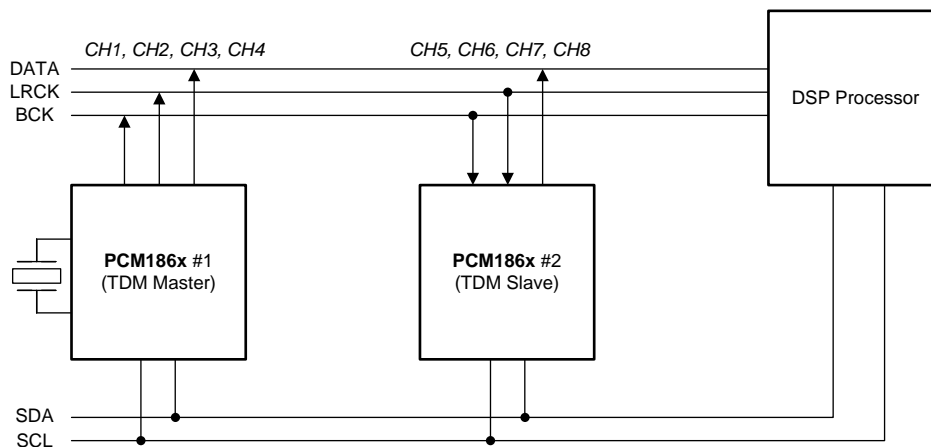 CH1, CH2, CH3, CH4
CH5, CH6, CH7, CH8
DATA
LRCK
BCK
DSP Processor
PCM186x #1
(TDM Master)
PCM186x #2
(TDM Slave)
SDA
SCL